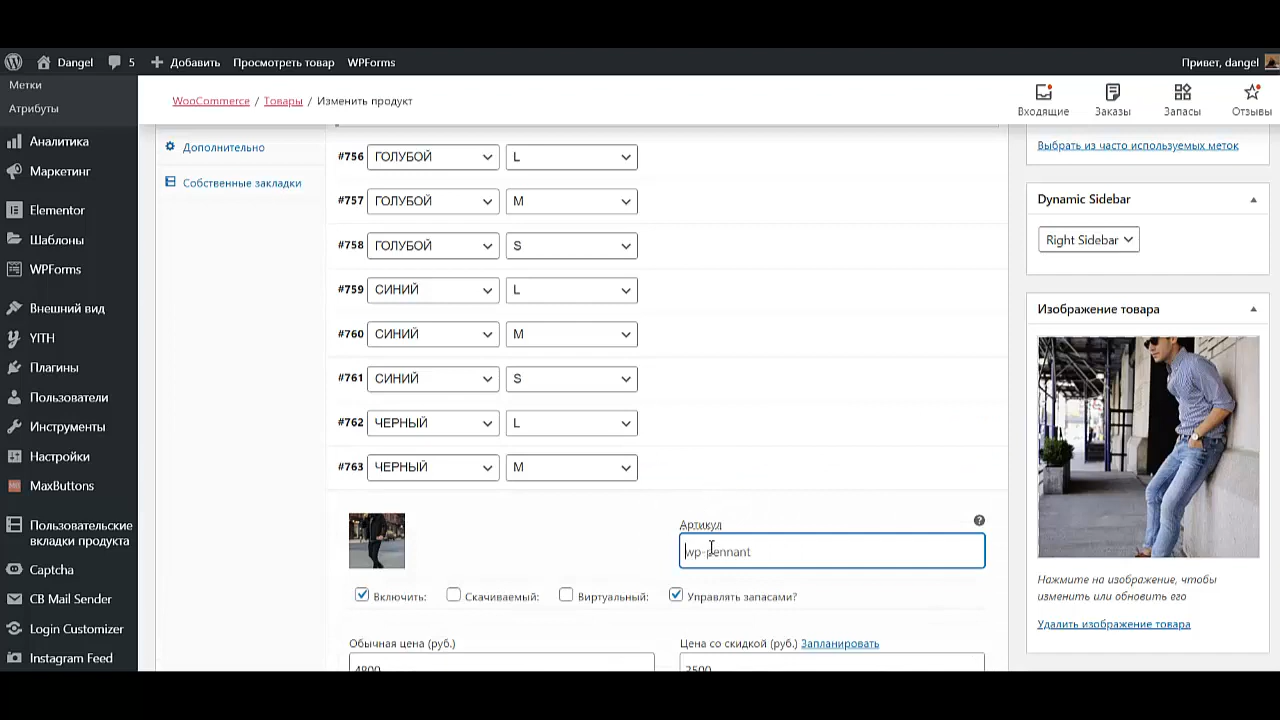 Dangel
5
Добавить
Просмотреть товар
WPForms
Привет, dangel
Метки
Атрибуты
Аналитика
Маркетинг
Elementor
Шаблоны
WPForms
Внешний вид
YITH
Плагины
Пользователи
Инструменты
Настройки
MaxButtons
Пользовательские
вкладки продукта
Captcha
CB Mail Sender
Login Customizer
Instagram Feed
WooCommerce / Товары / Изменить продукт
Входящие
Заказы
Запасы
Отзывы
Дополнительно
Собственные закладки
#756 ГОЛУБОЙ L
#757 ГОЛУБОЙ M
#758 ГОЛУБОЙ S
#759 СИНИЙ L
#760 СИНИЙ M
#761 СИНИЙ S
#762 ЧЕРНЫЙ L
#763 ЧЕРНЫЙ M
Артикул
wp-pennant
Включить:
Скачиваемый:
Виртуальный:
Управлять запасами?
Обычная цена (руб.)
4800
Цена со скидкой (руб.) Запланировать
2500
Выбрать из часто используемых меток
Dynamic Sidebar
Right Sidebar
Изображение товара
Нажмите на изображение, чтобы
изменить или обновить его
Удалить изображение товара